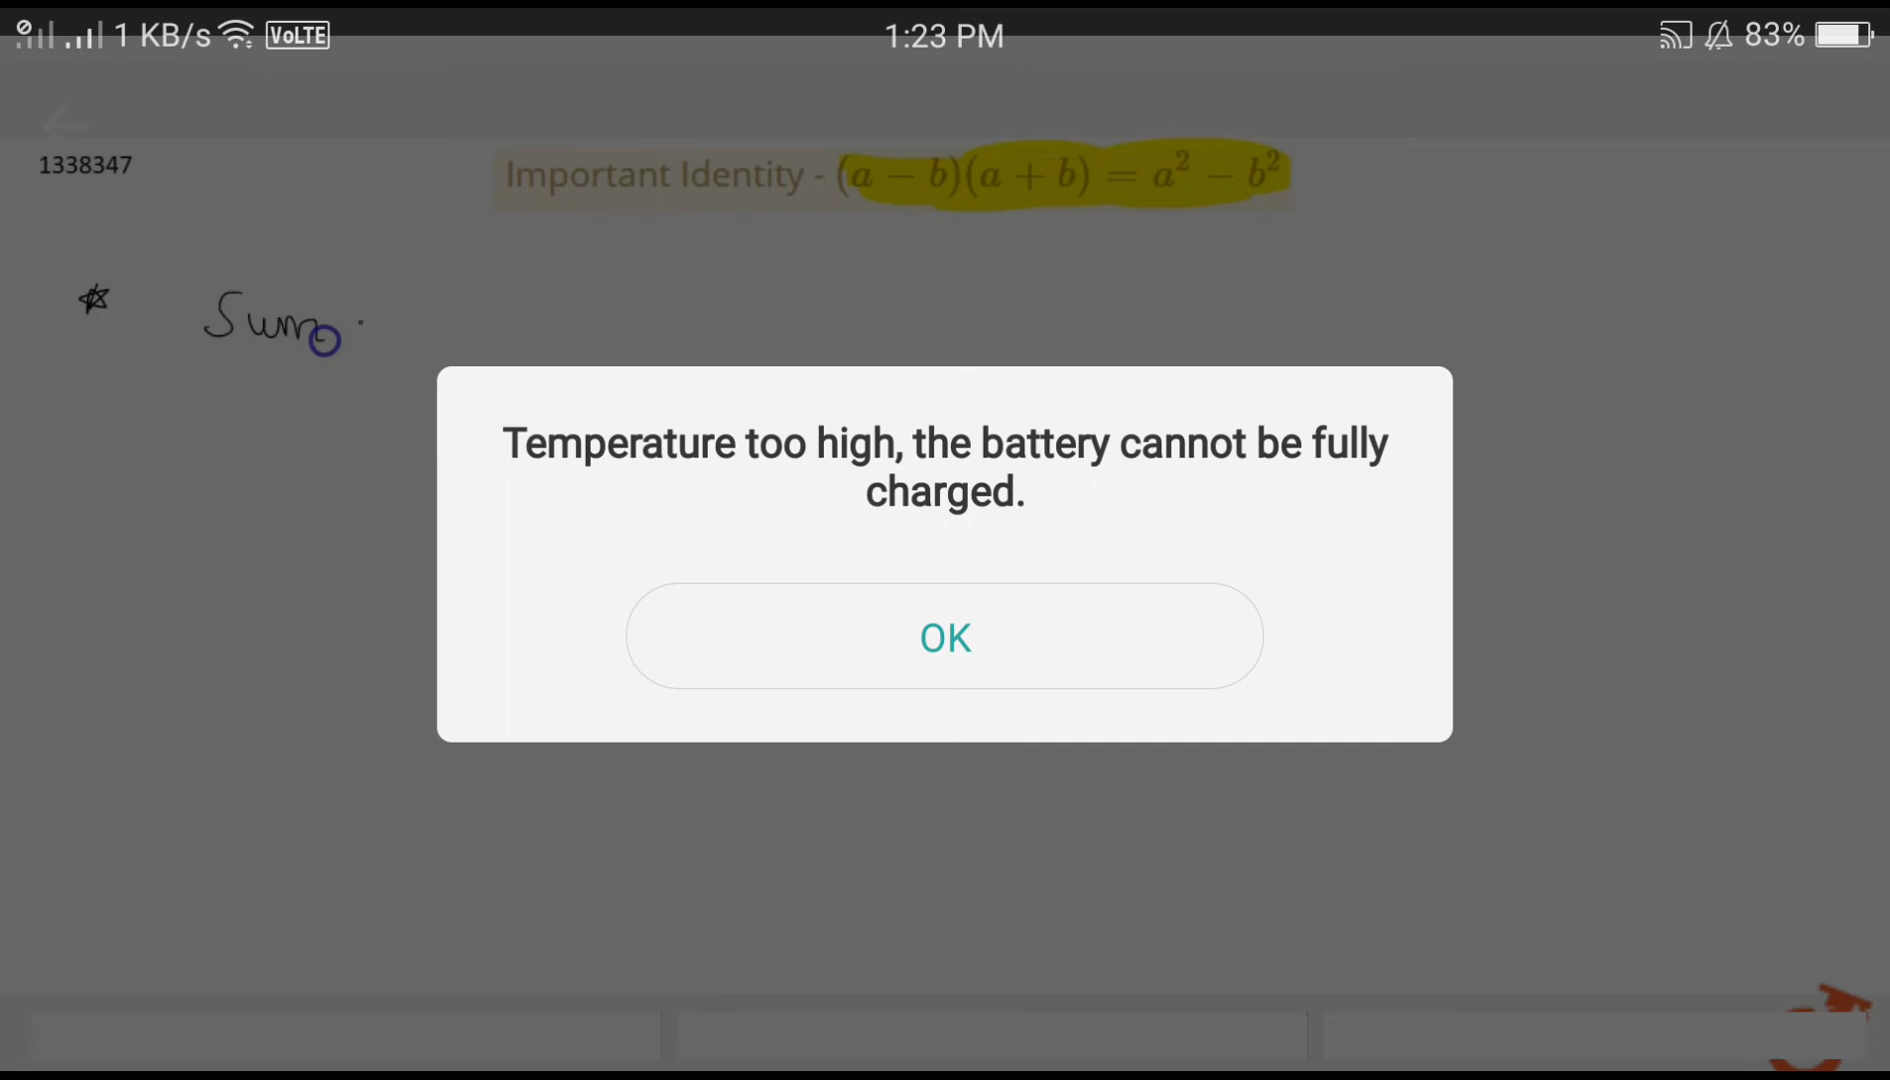 1 KB/s VoLTE 1:23 PM 83%
1338347
Important Identity - (a − b)(a + b) = a² − b²
Sum
Temperature too high, the battery cannot be fully
charged.
OK